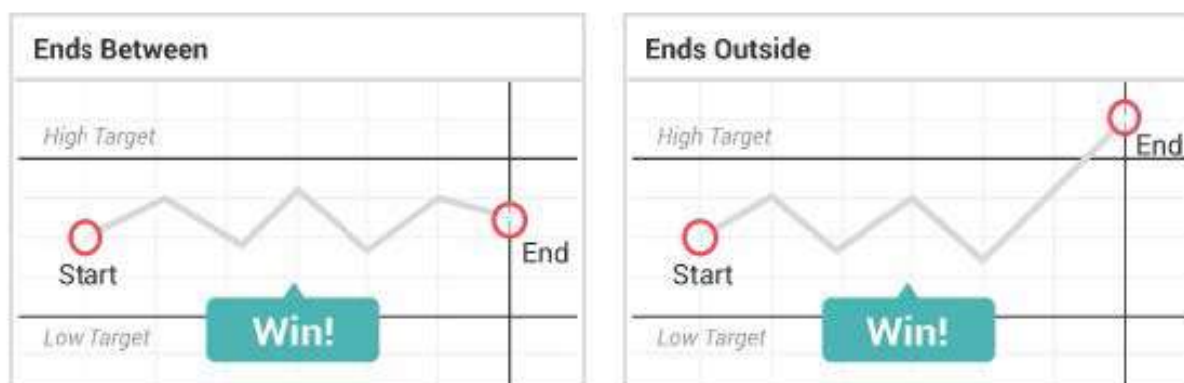 Ends Between
High Target
Start
End
Low Target
Win!
Ends Outside
High Target
End
Start
Low Target
Win!